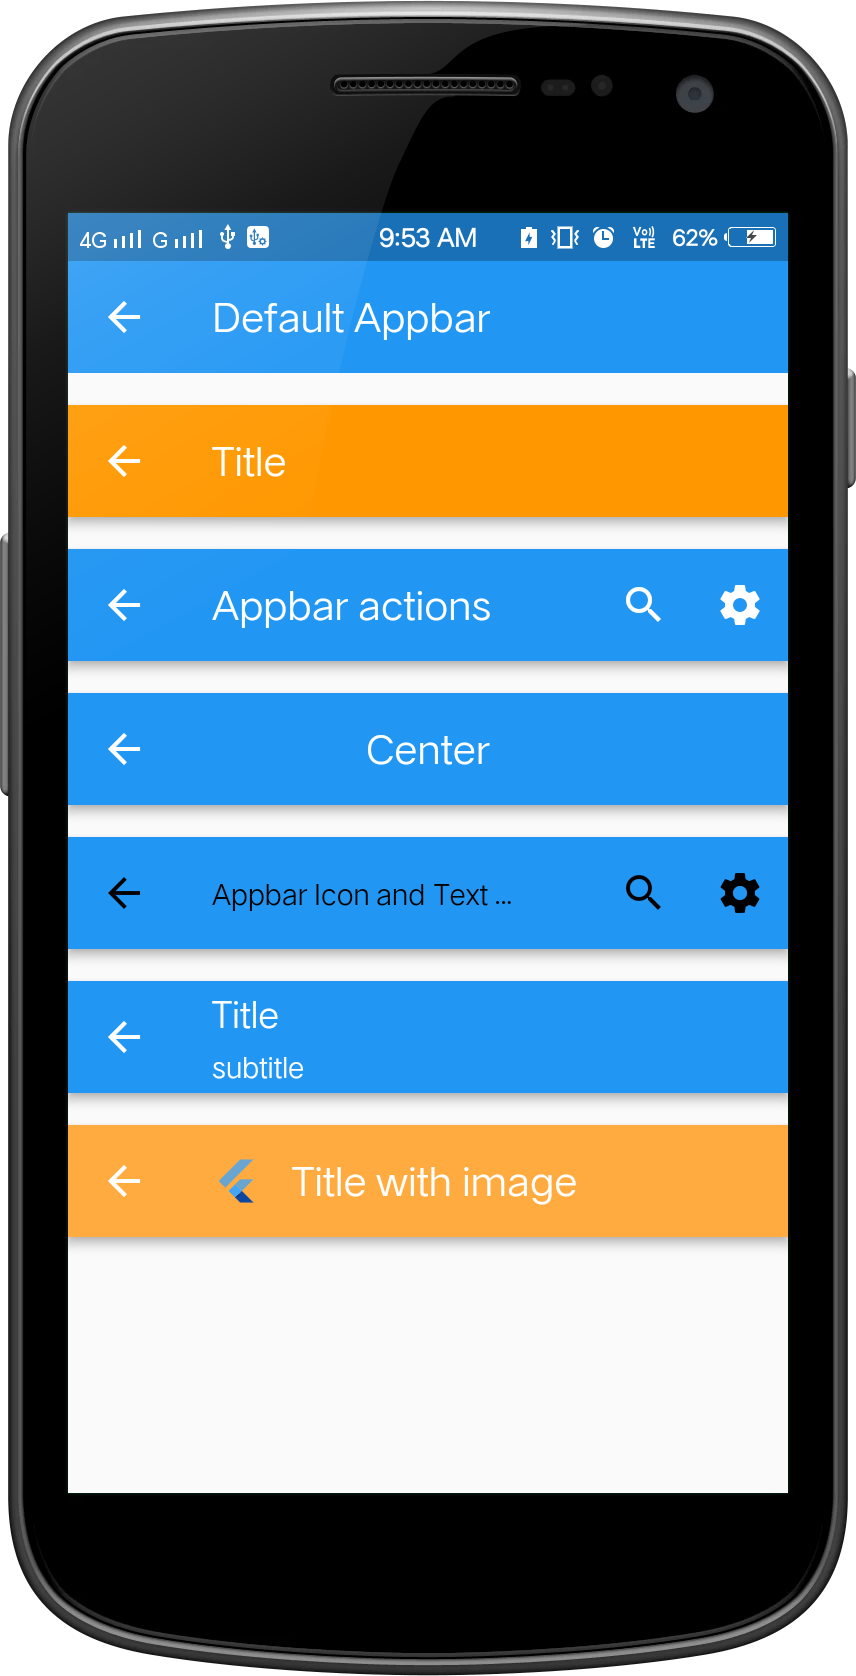 4G G 9:53 AM Vo)) LTE 62%
Default Appbar
Title
Appbar actions
Center
Appbar Icon and Text ...
Title
subtitle
Title with image